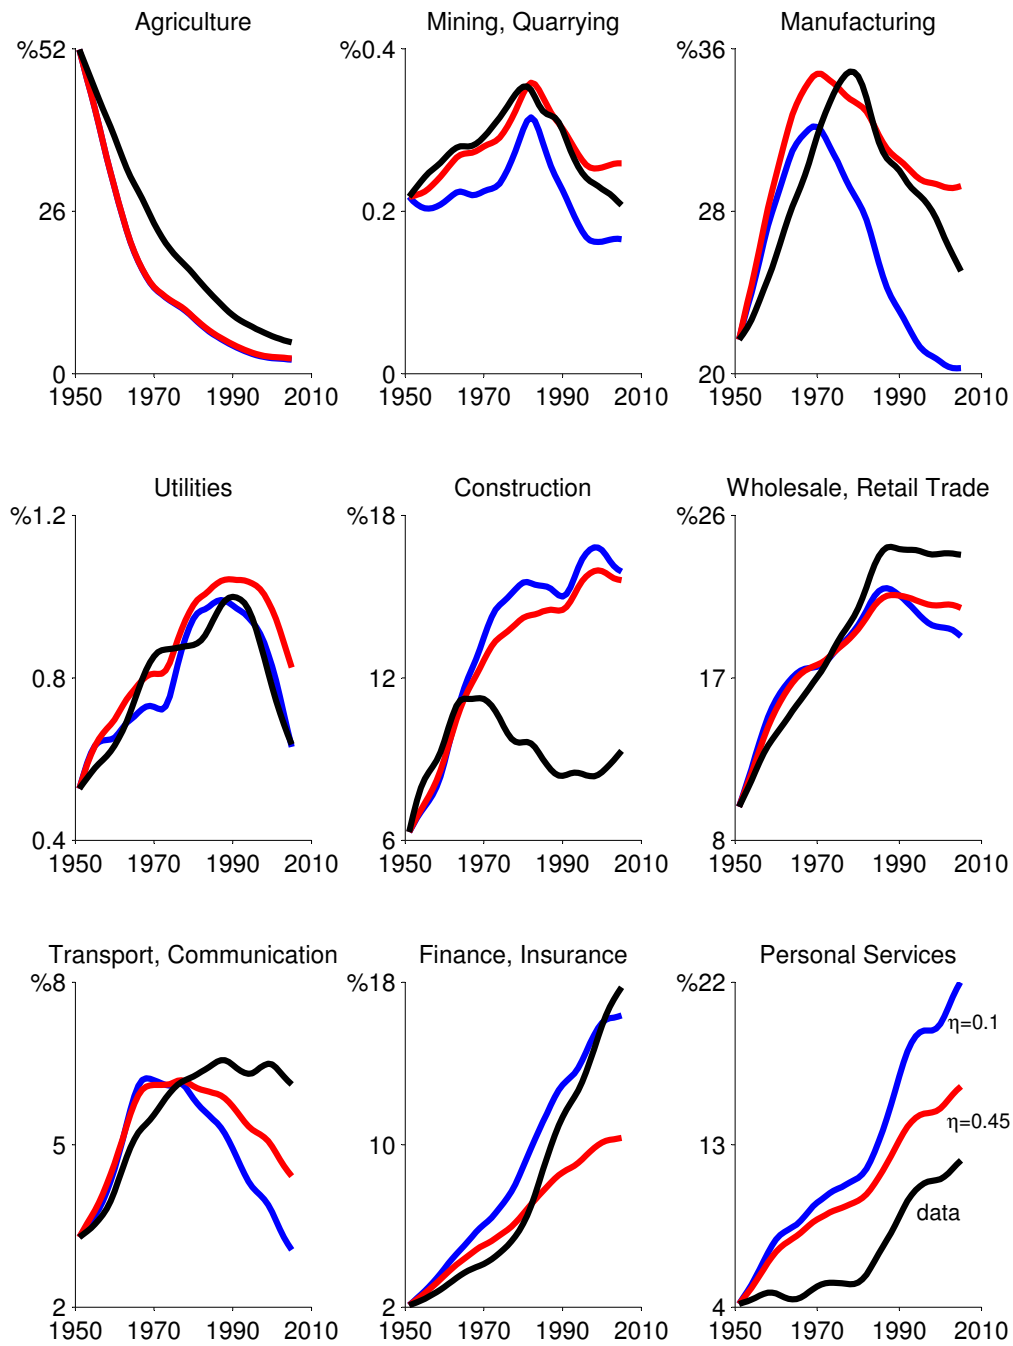 Agriculture Mining, Quarrying Manufacturing
%52 %0.4 %36
26 0.2 28
0 0 20
1950 1970 1990 2010 1950 1970 1990 2010 1950 1970 1990 2010
Utilities Construction Wholesale, Retail Trade
%1.2 %18 %26
0.8 12 17
0.4 6 8
1950 1970 1990 2010 1950 1970 1990 2010 1950 1970 1990 2010
Transport, Communication Finance, Insurance Personal Services
%8 %18 %22
η=0.1
5 10 13
η=0.45
data
2 2 4
1950 1970 1990 2010 1950 1970 1990 2010 1950 1970 1990 2010